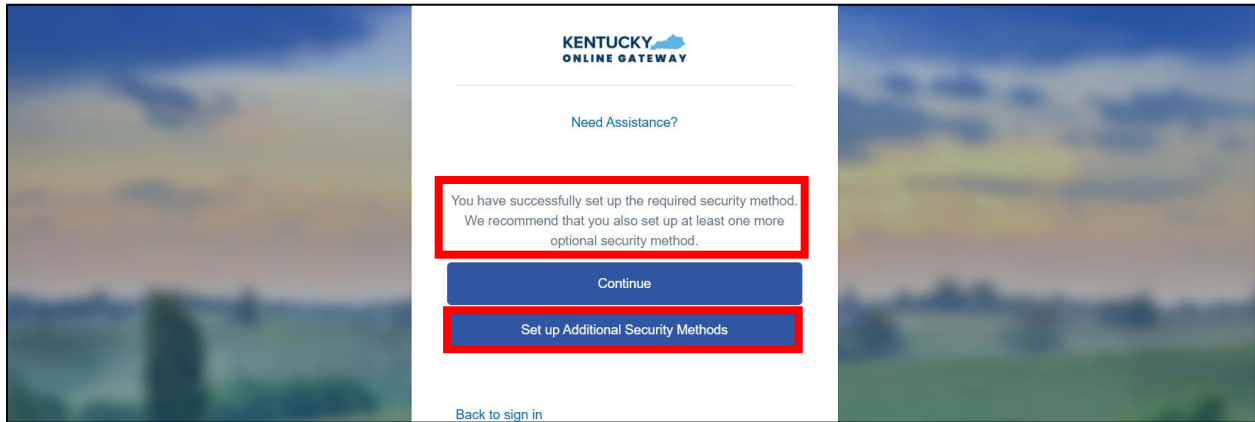 KENTUCKY
ONLINE GATEWAY
Need Assistance?
You have successfully set up the required security method.
We recommend that you also set up at least one more
optional security method.
Continue
Set up Additional Security Methods
Back to sign in